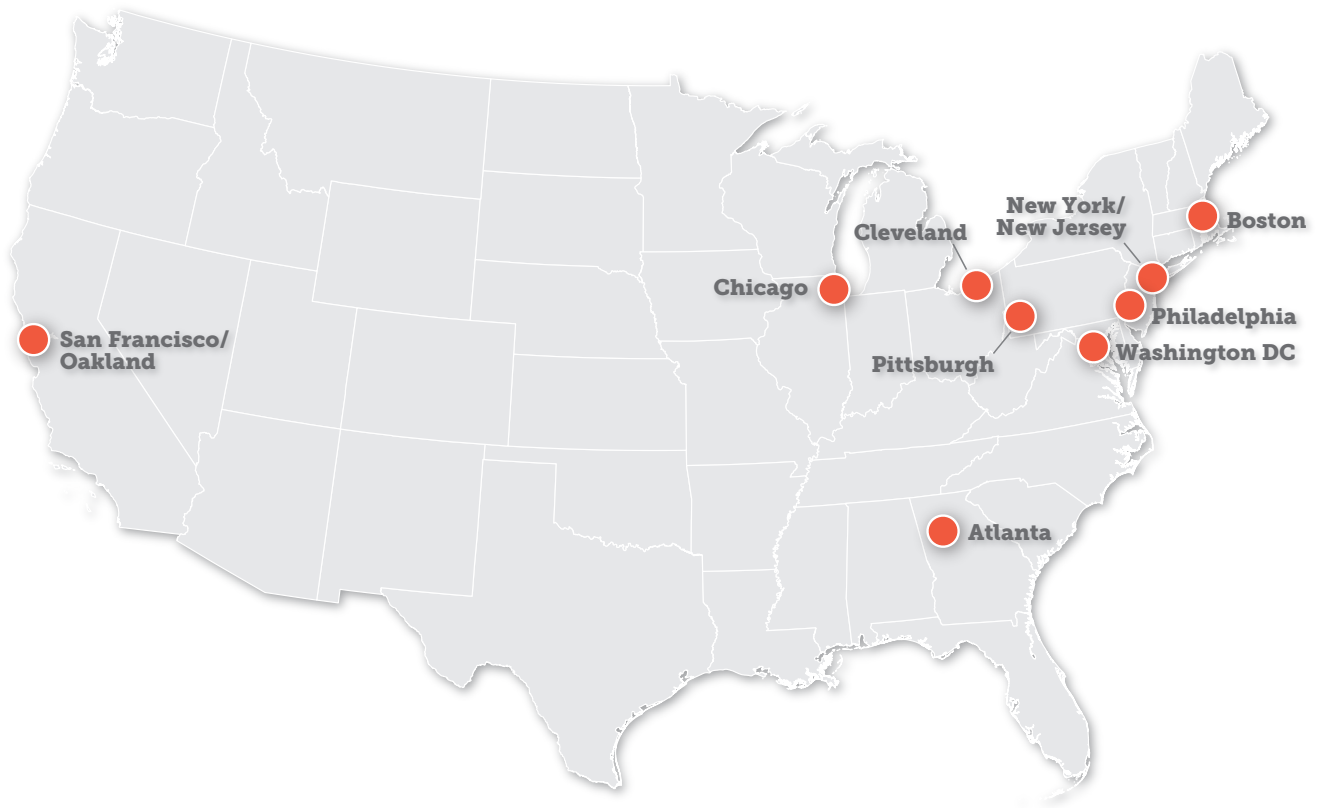 New York/
New Jersey
Boston
Cleveland
Chicago
Philadelphia
San Francisco/
Oakland
Washington DC
Pittsburgh
Atlanta